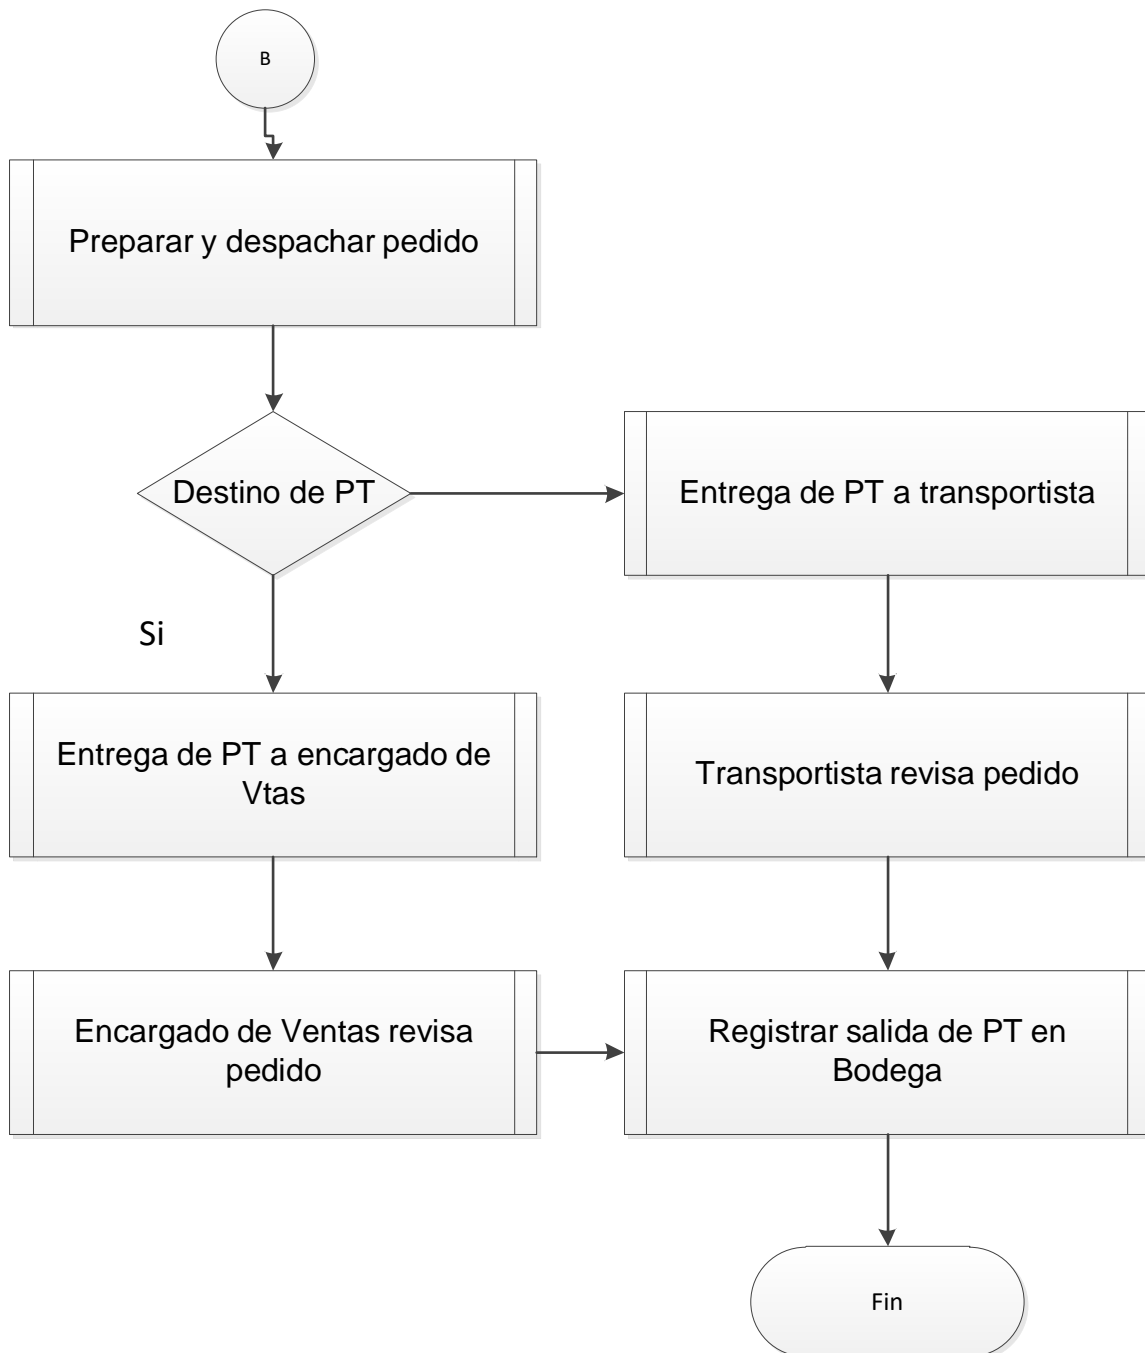 B
Preparar y despachar pedido
Destino de PT
Entrega de PT a transportista
Si
Entrega de PT a encargado de
Vtas
Transportista revisa pedido
Encargado de Ventas revisa
pedido
Registrar salida de PT en
Bodega
Fin